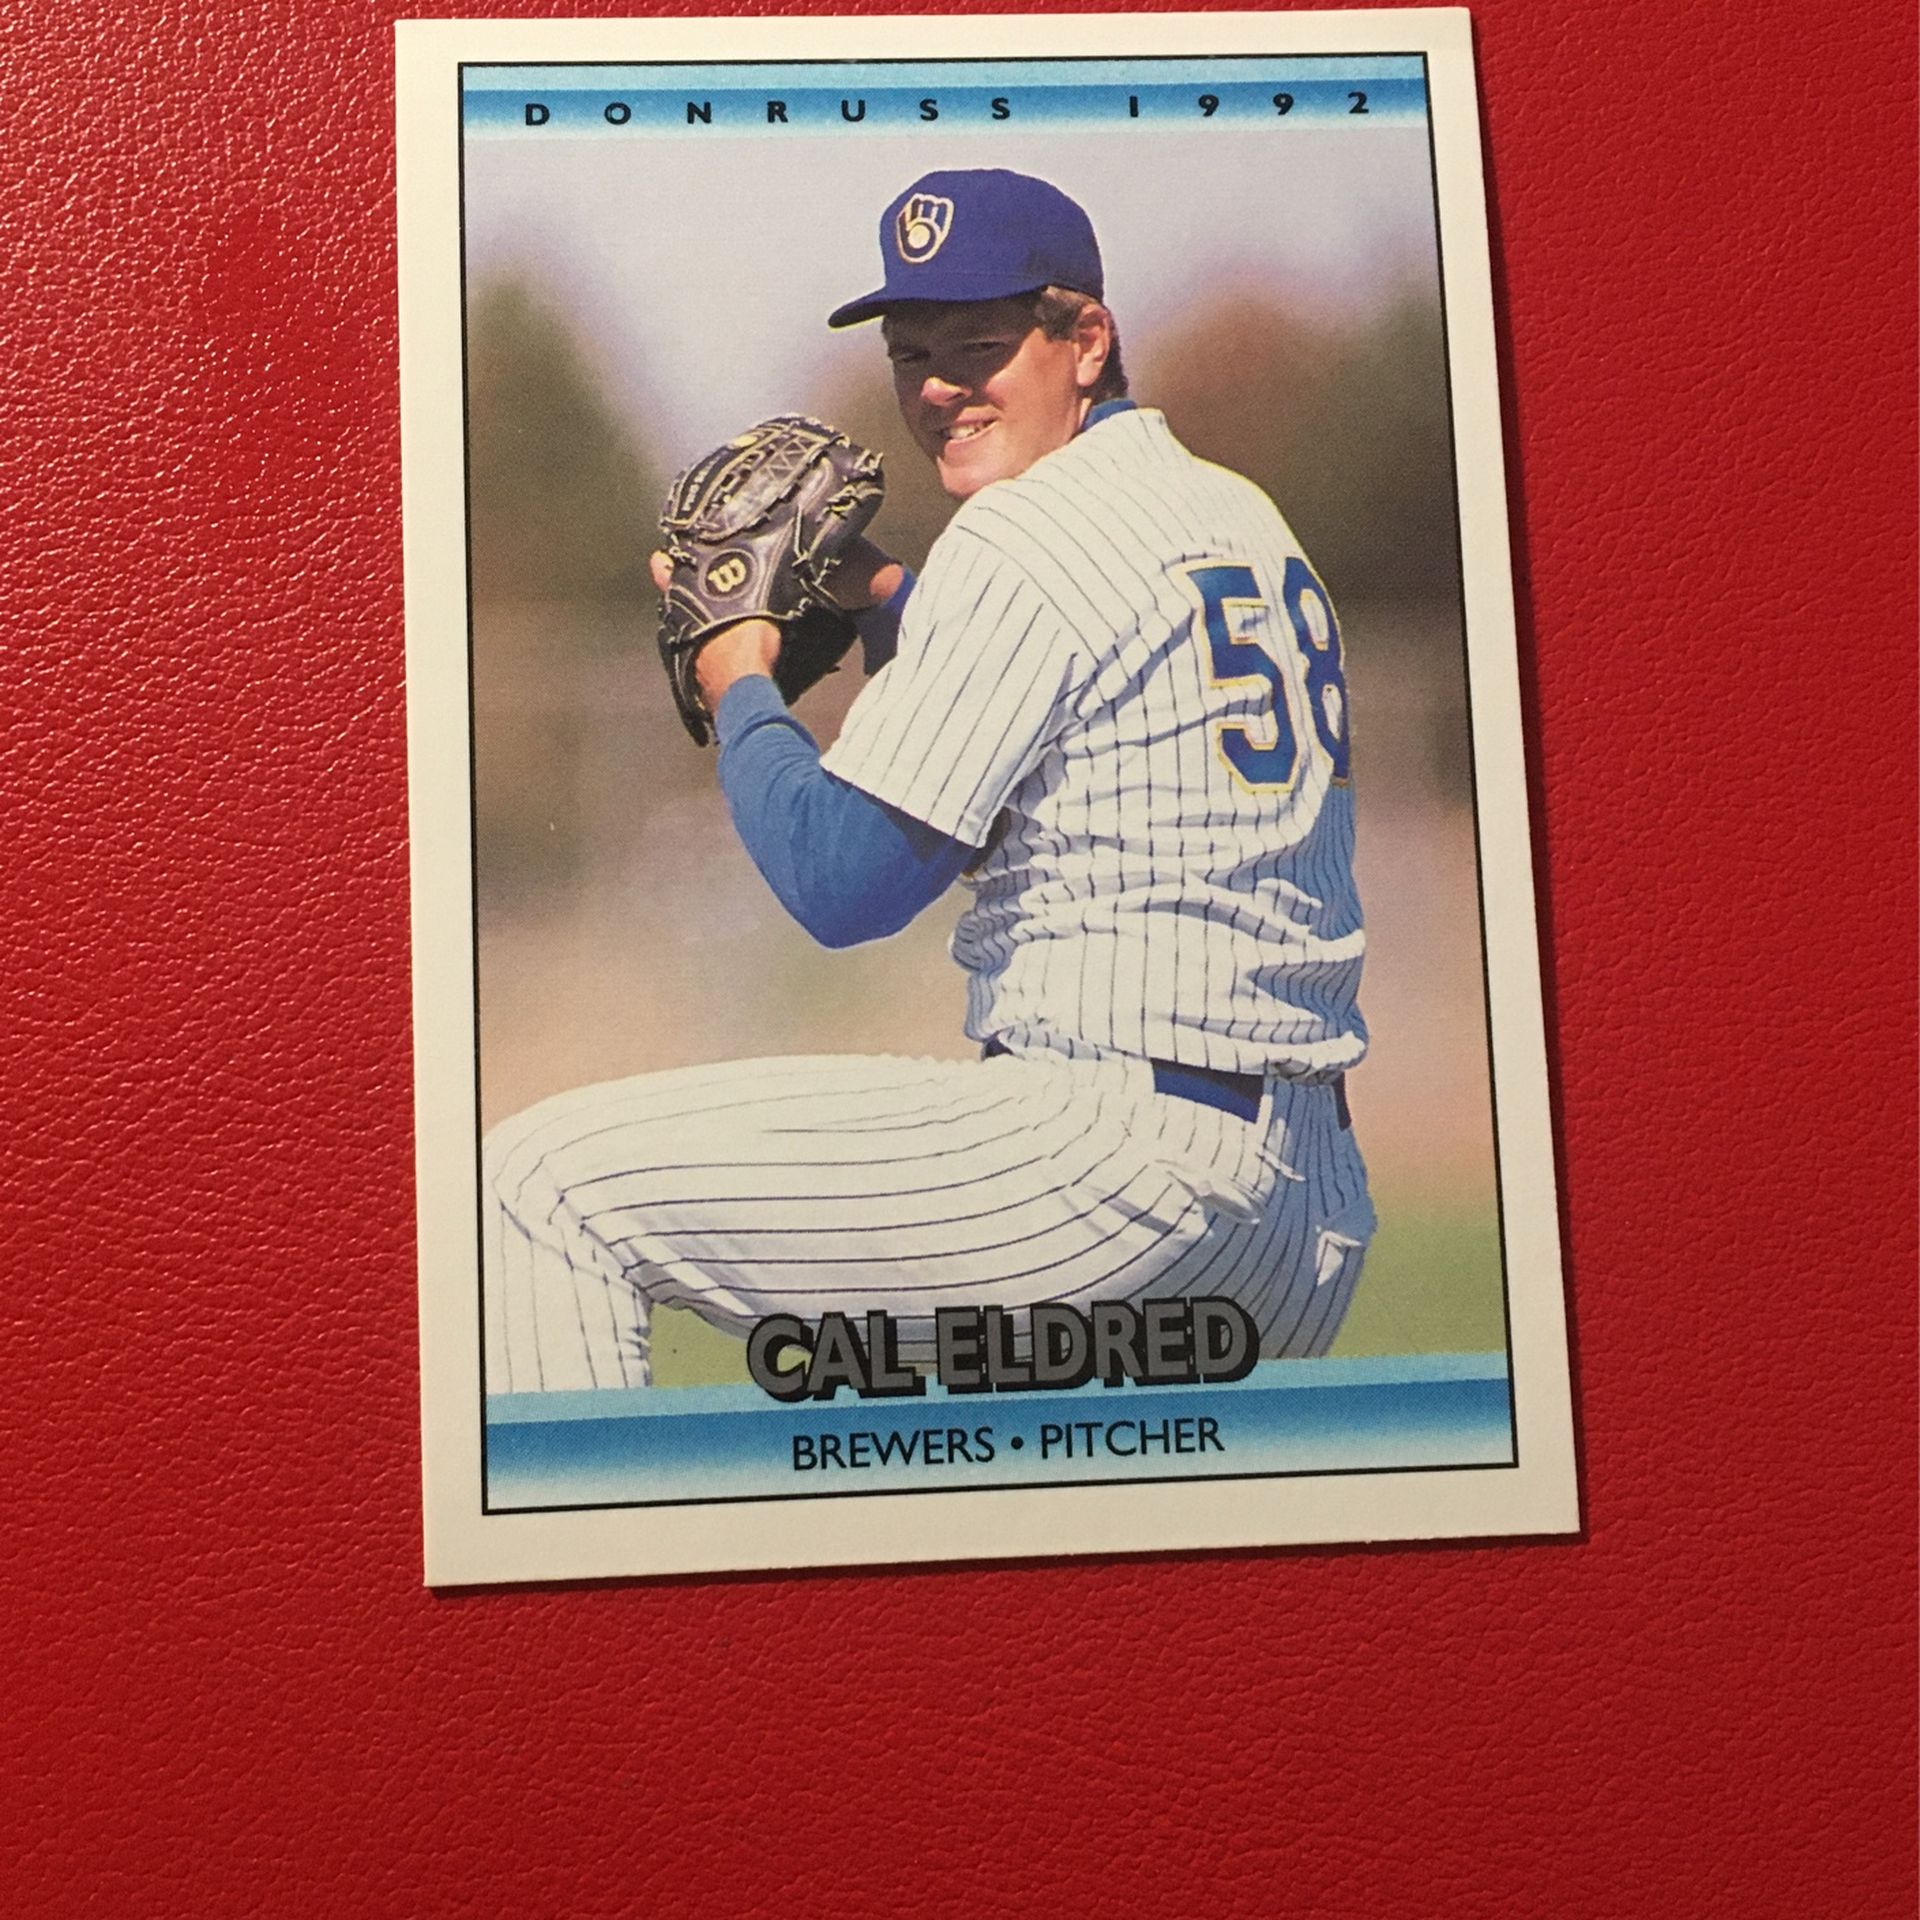 DONRUSS 1992
58
CAL ELDRED
BREWERS • PITCHER